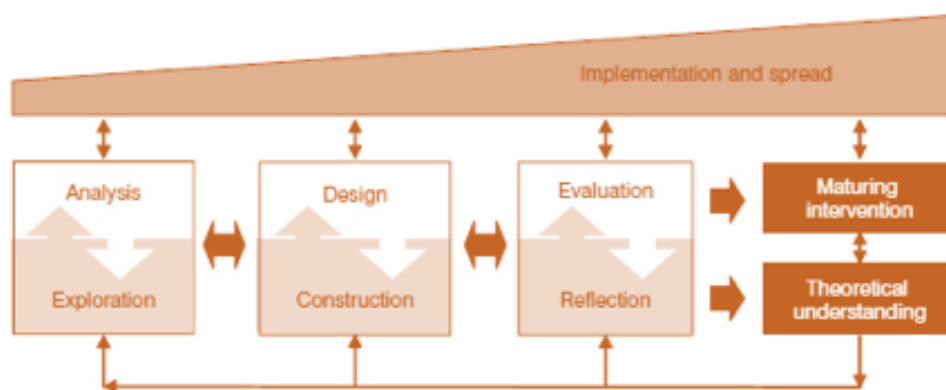 Implementation and spread
Analysis
Exploration
Design
Construction
Evaluation
Reflection
Maturing
intervention
Theoretical
understanding